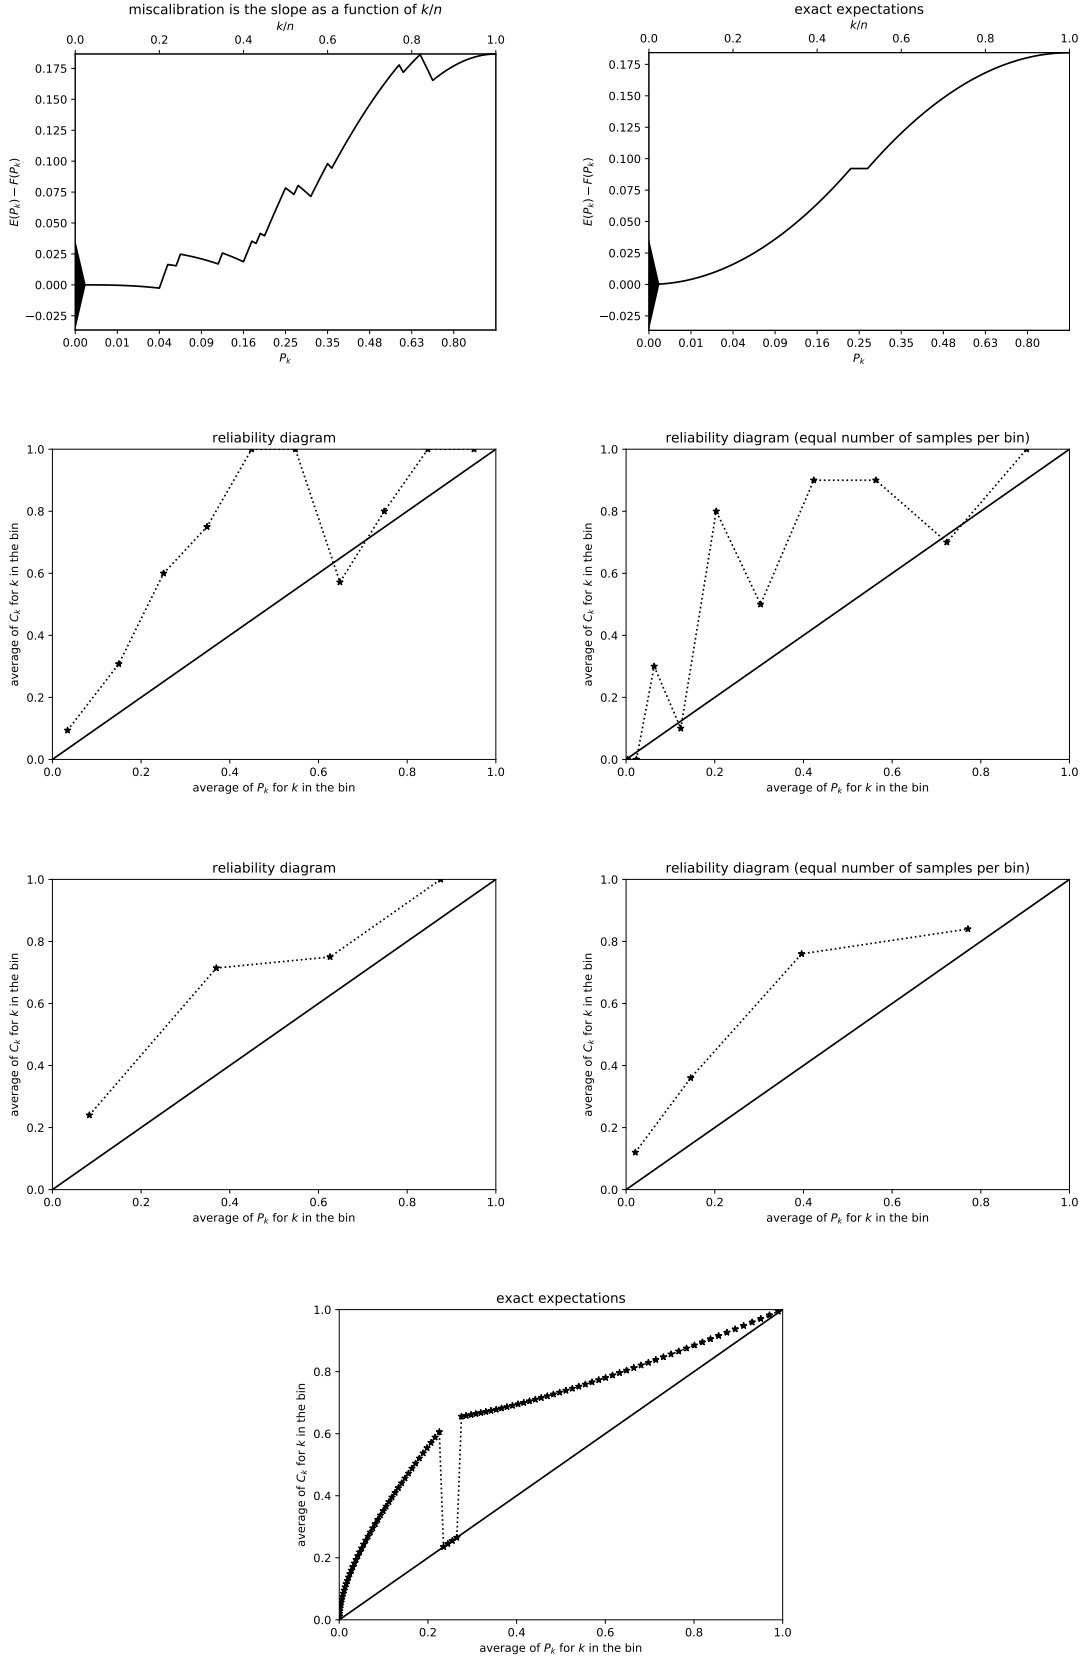 miscalibration is the slope as a function of k/n
k/n
0.0 0.2 0.4 0.6 0.8 1.0
0.175
0.150
0.125
0.100
0.075
0.050
0.025
0.000
−0.025
E(Pk) − F(Pk)
0.00 0.01 0.04 0.09 0.16 0.25 0.35 0.48 0.63 0.80
Pk
exact expectations
k/n
0.0 0.2 0.4 0.6 0.8 1.0
0.175
0.150
0.125
0.100
0.075
0.050
0.025
0.000
−0.025
E(Pk) − F(Pk)
0.00 0.01 0.04 0.09 0.16 0.25 0.35 0.48 0.63 0.80
Pk
reliability diagram
1.0
0.8
0.6
0.4
0.2
0.0
average of Ck for k in the bin
0.0 0.2 0.4 0.6 0.8 1.0
average of Pk for k in the bin
reliability diagram (equal number of samples per bin)
1.0
0.8
0.6
0.4
0.2
0.0
average of Ck for k in the bin
0.0 0.2 0.4 0.6 0.8 1.0
average of Pk for k in the bin
reliability diagram
1.0
0.8
0.6
0.4
0.2
0.0
average of Ck for k in the bin
0.0 0.2 0.4 0.6 0.8 1.0
average of Pk for k in the bin
reliability diagram (equal number of samples per bin)
1.0
0.8
0.6
0.4
0.2
0.0
average of Ck for k in the bin
0.0 0.2 0.4 0.6 0.8 1.0
average of Pk for k in the bin
exact expectations
1.0
0.8
0.6
0.4
0.2
0.0
average of Ck for k in the bin
0.0 0.2 0.4 0.6 0.8 1.0
average of Pk for k in the bin